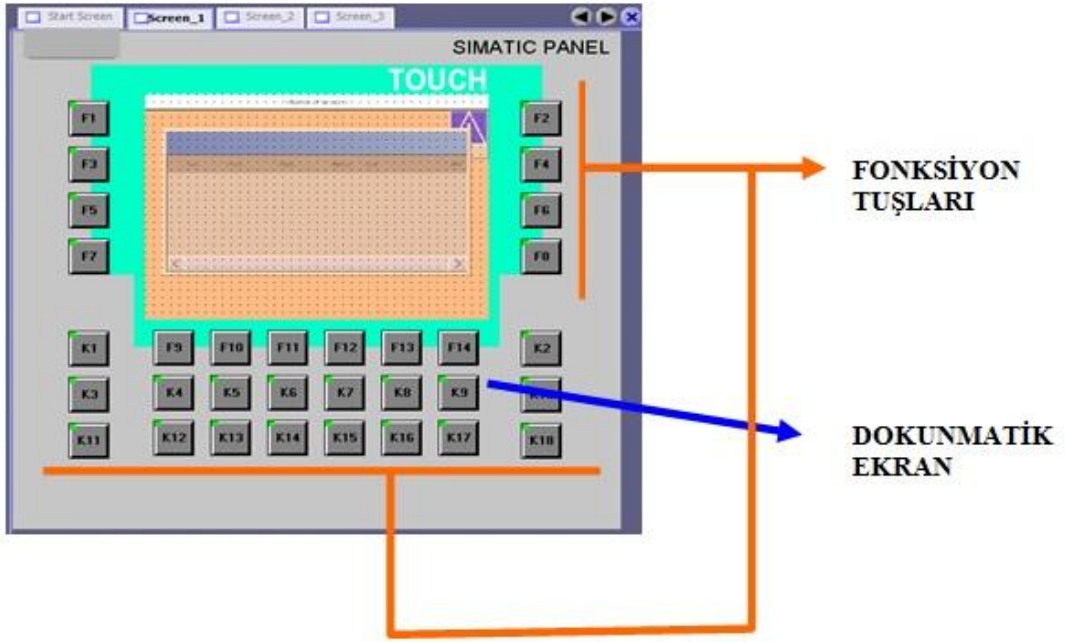 Start Screen Screen_1 Screen_2 Screen_3
SIMATIC PANEL
TOUCH
F1 F2
F3 F4
F5 F6
F7 F8
FONKSİYON
TUŞLARI
K1 F9 F10 F11 F12 F13 F14 K2
K3 K4 K5 K6 K7 K8 K9
K11 K12 K13 K14 K15 K16 K17 K18
DOKUNMATİK
EKRAN